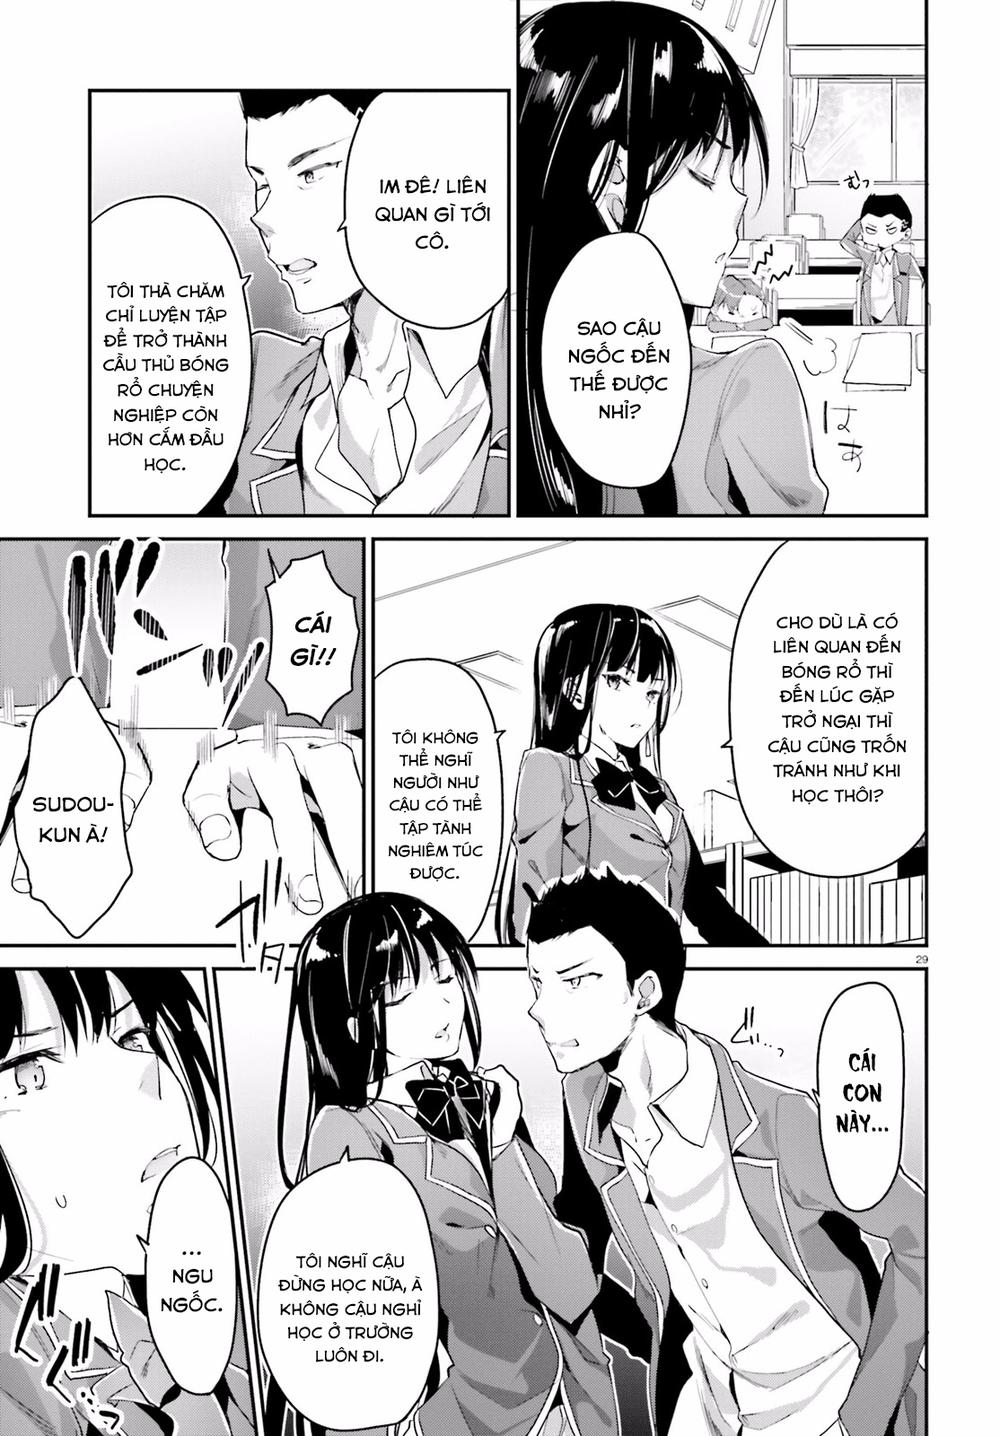 むっ
SAO CẬU
NGỐC ĐẾN
THẾ ĐƯỢC
NHỈ?
はぁ
IM ĐÊ! LIÊN
QUAN GÌ TỚI
CÔ.
TÔI THÀ CHĂM
CHỈ LUYỆN TẬP
ĐỂ TRỞ THÀNH
CẦU THỦ BÓNG
RỔ CHUYỆN
NGHIỆP CÒN
HƠN CẮM ĐẦU
HỌC.
CHO DÙ LÀ CÓ
LIÊN QUAN ĐẾN
BÓNG RỔ THÌ
ĐẾN LÚC GẶP
TRỞ NGẠI THÌ
CẬU CŨNG TRỐN
TRÁNH NHƯ KHI
HỌC THÔI?
TÔI KHÔNG
THỂ NGHĨ
NGƯỜI NHƯ
CẬU CÓ THỂ
TẬP TÀNH
NGHIÊM TÚC
ĐƯỢC.
CÁI
GÌ!!
SUDOU-
KUN À!
29
CÁI
CON
NÀY...
TÔI NGHĨ CẬU
ĐỪNG HỌC NỮA, À
KHÔNG CẬU NGHỈ
HỌC Ở TRƯỜNG
LUÔN ĐI.
...
NGU
NGỐC.